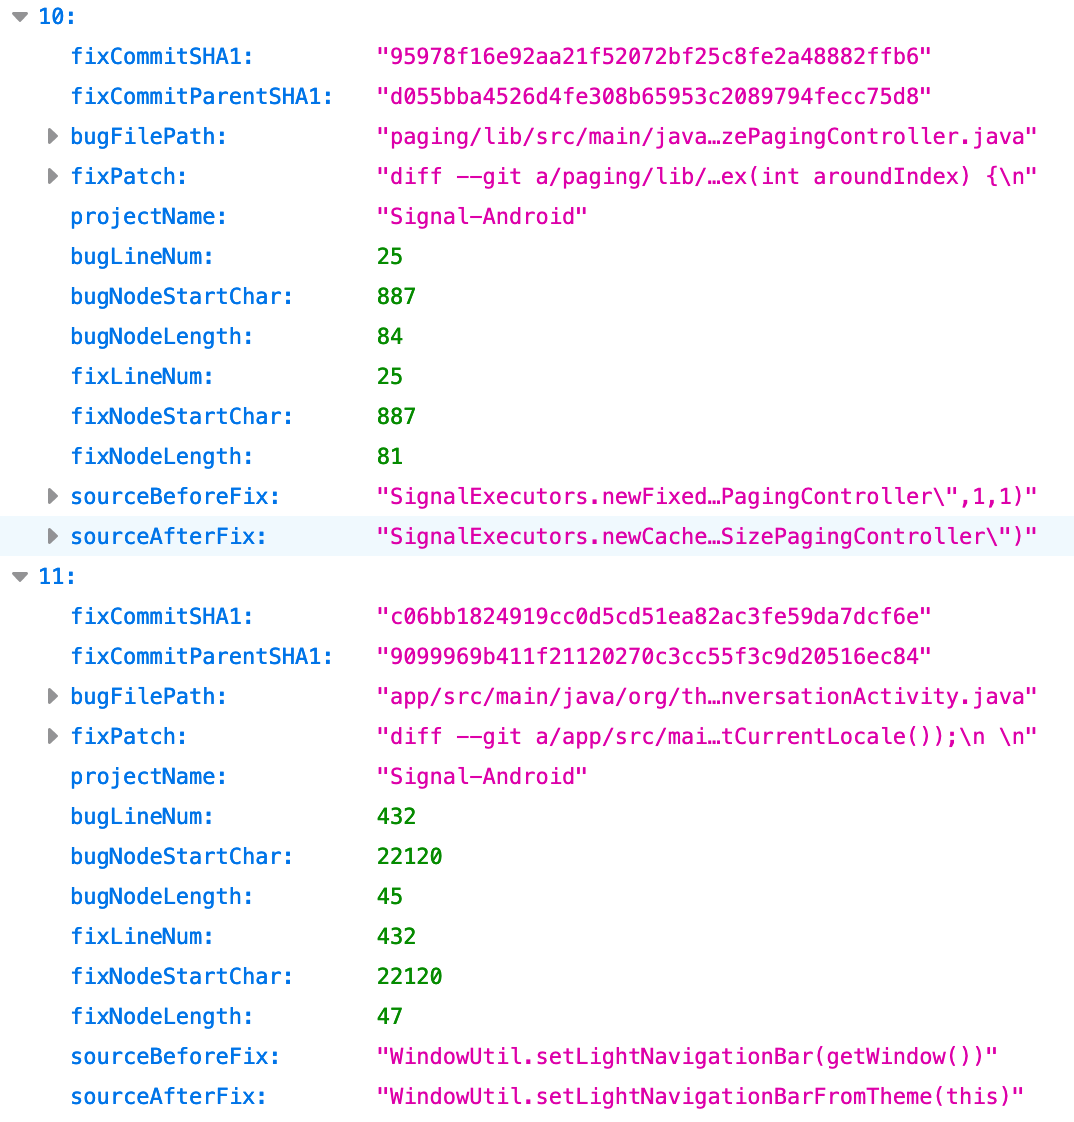 10:
fixCommitSHA1: "95978f16e92aa21f52072bf25c8fe2a48882ffb6"
fixCommitParentSHA1: "d055bba4526d4fe308b65953c2089794fecc75d8"
bugFilePath: "paging/lib/src/main/java…zePagingController.java"
fixPatch: "diff --git a/paging/lib/…ex(int aroundIndex) {\n"
projectName: "Signal-Android"
bugLineNum: 25
bugNodeStartChar: 887
bugNodeLength: 84
fixLineNum: 25
fixNodeStartChar: 887
fixNodeLength: 81
sourceBeforeFix: "SignalExecutors.newFixed…PagingController\",1,1)"
sourceAfterFix: "SignalExecutors.newCache…SizePagingController\")"
11:
fixCommitSHA1: "c06bb1824919cc0d5cd51ea82ac3fe59da7dcf6e"
fixCommitParentSHA1: "9099969b411f21120270c3cc55f3c9d20516ec84"
bugFilePath: "app/src/main/java/org/th…nversationActivity.java"
fixPatch: "diff --git a/app/src/mai…tCurrentLocale());\n \n"
projectName: "Signal-Android"
bugLineNum: 432
bugNodeStartChar: 22120
bugNodeLength: 45
fixLineNum: 432
fixNodeStartChar: 22120
fixNodeLength: 47
sourceBeforeFix: "WindowUtil.setLightNavigationBar(getWindow())"
sourceAfterFix: "WindowUtil.setLightNavigationBarFromTheme(this)"